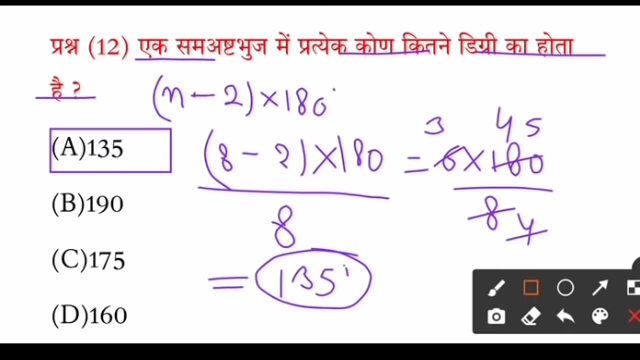 प्रश्न (12) एक समअष्टभुज में प्रत्येक कोण कितने डिग्री का होता
है ?
(n - 2) × 180°
(A)135
(8 - 2) × 180 = 6 × 180
3 45
8 8 4
(B)190
= 135°
(C)175
(D)160